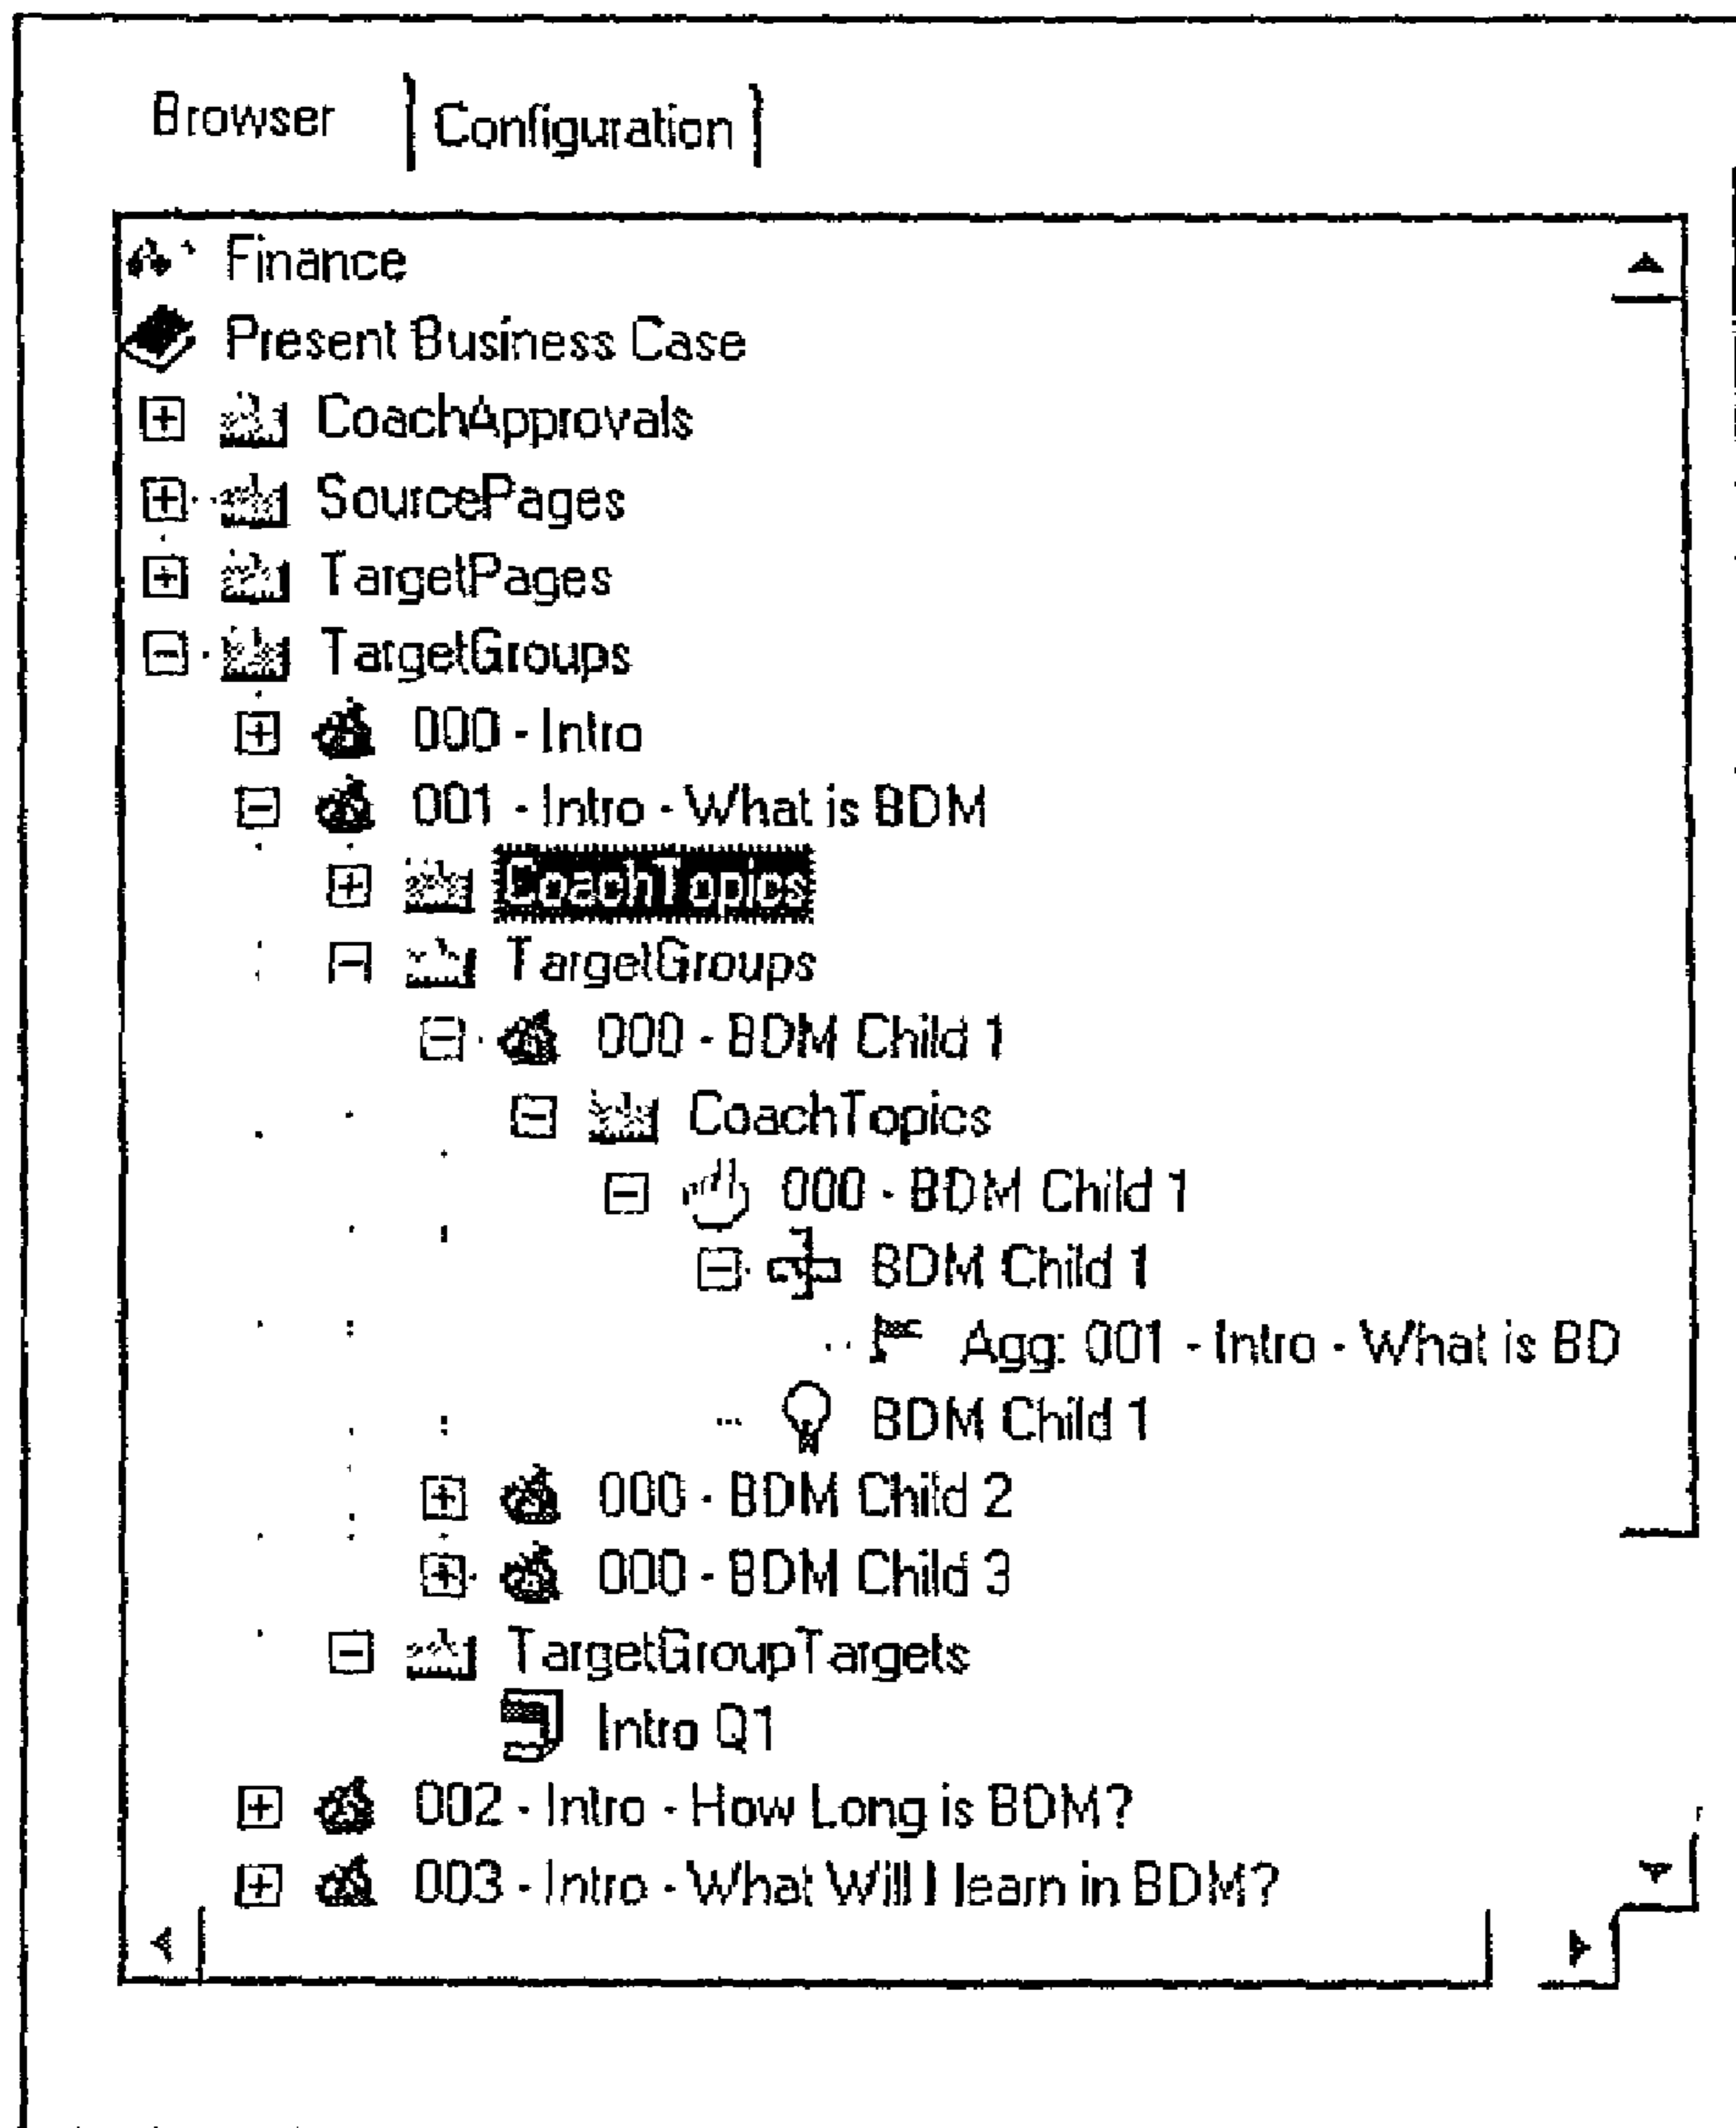 Browser Configuration
Finance
Present Business Case
CoachApprovals
SourcePages
TargetPages
TargetGroups
000 - Intro
001 - Intro - What is BDM
CoachTopics
TargetGroups
000 - BDM Child 1
CoachTopics
000 - BDM Child 1
BDM Child 1
Agg: 001 - Intro - What is BD
BDM Child 1
000 - BDM Child 2
000 - BDM Child 3
TargetGroupTargets
Intro Q1
002 - Intro - How Long is BDM?
003 - Intro - What Will I learn in BDM?